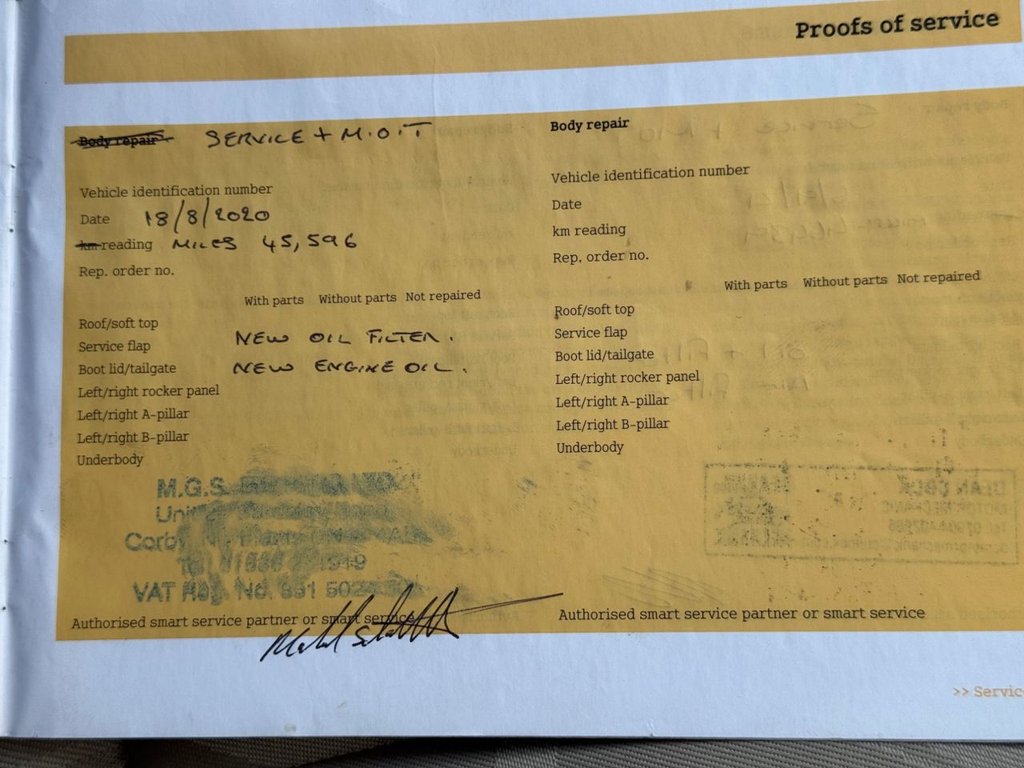 Proofs of service
Body repair SERVICE + M.O.T
Vehicle identification number
Date 18/8/2020
km reading MILES 45,596
Rep. order no.
With parts Without parts Not repaired
Roof/soft top
Service flap NEW OIL FILTER.
Boot lid/tailgate NEW ENGINE OIL.
Left/right rocker panel
Left/right A-pillar
Left/right B-pillar
Underbody
M.G.S.
Corby
VAT Reg. No.
Authorised smart service partner or smart service
Body repair
Vehicle identification number
Date
km reading
Rep. order no.
With parts Without parts Not repaired
Roof/soft top
Service flap
Boot lid/tailgate
Left/right rocker panel
Left/right A-pillar
Left/right B-pillar
Underbody
Authorised smart service partner or smart service
>> Servic